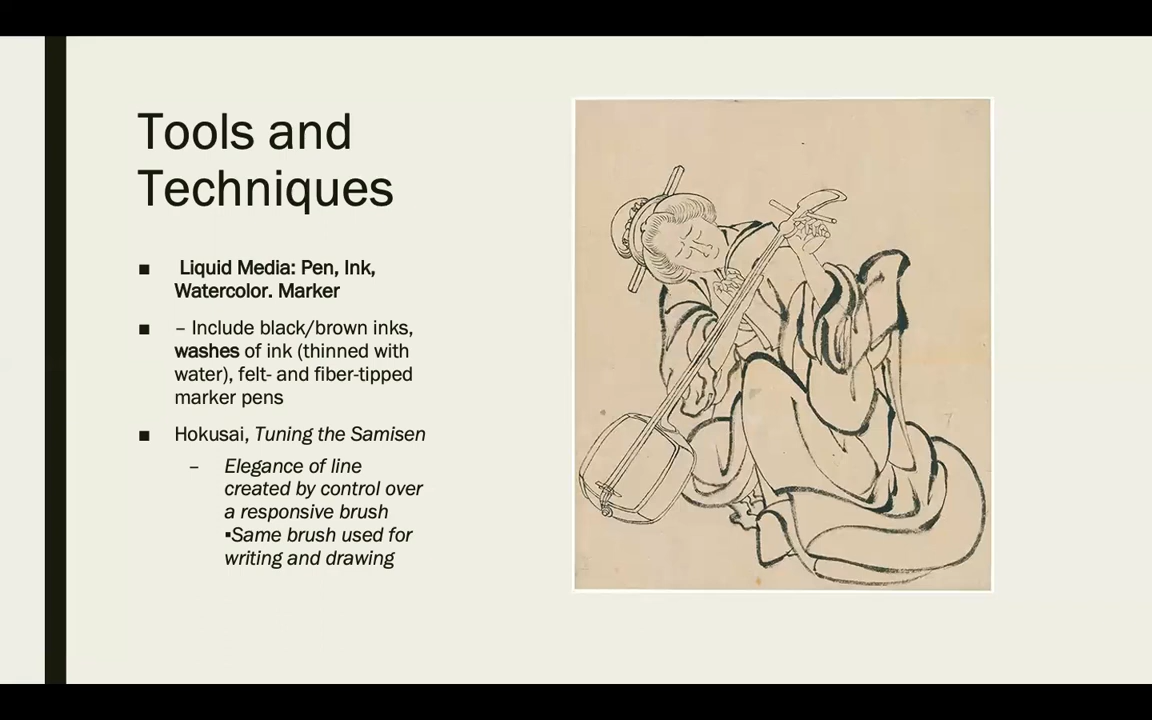 Tools and
Techniques
■ Liquid Media: Pen, Ink,
Watercolor. Marker
■ – Include black/brown inks,
washes of ink (thinned with
water), felt- and fiber-tipped
marker pens
■ Hokusai, Tuning the Samisen
– Elegance of line
created by control over
a responsive brush
▪Same brush used for
writing and drawing